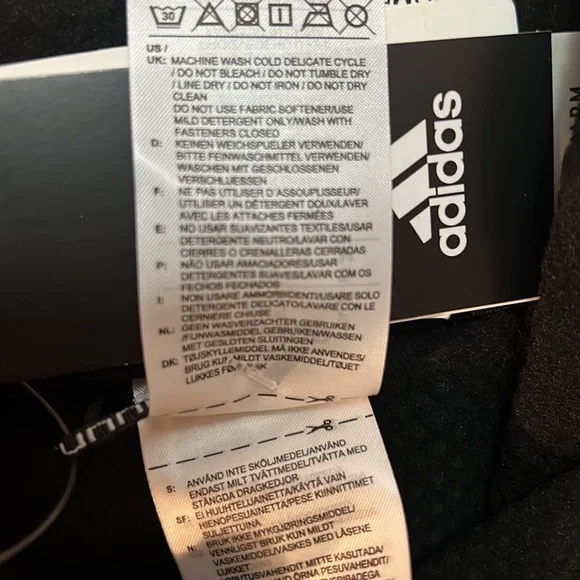 30
US /
UK: MACHINE WASH COLD DELICATE CYCLE
/ DO NOT BLEACH / DO NOT TUMBLE DRY
/ LINE DRY / DO NOT IRON / DO NOT DRY
CLEAN
DO NOT USE FABRIC SOFTENER/USE
MILD DETERGENT ONLY/WASH WITH
FASTENERS CLOSED
D: KEINEN WEICHSPUELER VERWENDEN/
BITTE FEINWASCHMITTEL VERWENDEN/
WASCHEN MIT GESCHLOSSENEN
VERSCHLUESSEN
F: NE PAS UTILISER D'ASSOUPLISSEUR/
UTILISER UN DÉTERGENT DOUX/LAVER
AVEC LES ATTACHES FERMÉES
E: NO USAR SUAVIZANTES TEXTILES/USAR
DETERGENTE NEUTRO/LAVAR CON
CIERRES O CREMALLERAS CERRADAS
P: NÃO USAR AMACIADORES/USAR
DETERGENTES SUAVES/LAVAR COM OS
FECHOS FECHADOS
I: NON USARE AMMORBIDENTI/USARE SOLO
DETERGENTE DELICATO/LAVARE CON LE
CERNIERE CHIUSE
NL: GEEN WASVERZACHTER GEBRUIKEN
/FIJNWASMIDDEL GEBRUIKEN/WASSEN
MET GESLOTEN SLUITINGEN
DK: TØJSKYLLEMIDDEL MÅ IKKE ANVENDES/
BRUG KUN MILDT VASKEMIDDEL/TØJET
LUKKES
adidas
S: ANVÄND INTE SKÖLJMEDEL/ANVÄND
ENDAST MILT TVÄTTMEDEL/TVÄTTA MED
STÄNGDA DRAGKEDJOR
SF: EI HUUHTELUAINETTA/KÄYTÄ VAIN
HIENOPESUAINETTA/PESE KIINNITTIMET
SULJETTUINA
N: BRUK IKKE MYKGJØRINGSMIDDEL/
VENNLIGST BRUK MILDT
VASKEMIDDEL/VASKES MED LÅSENE
LUKKET